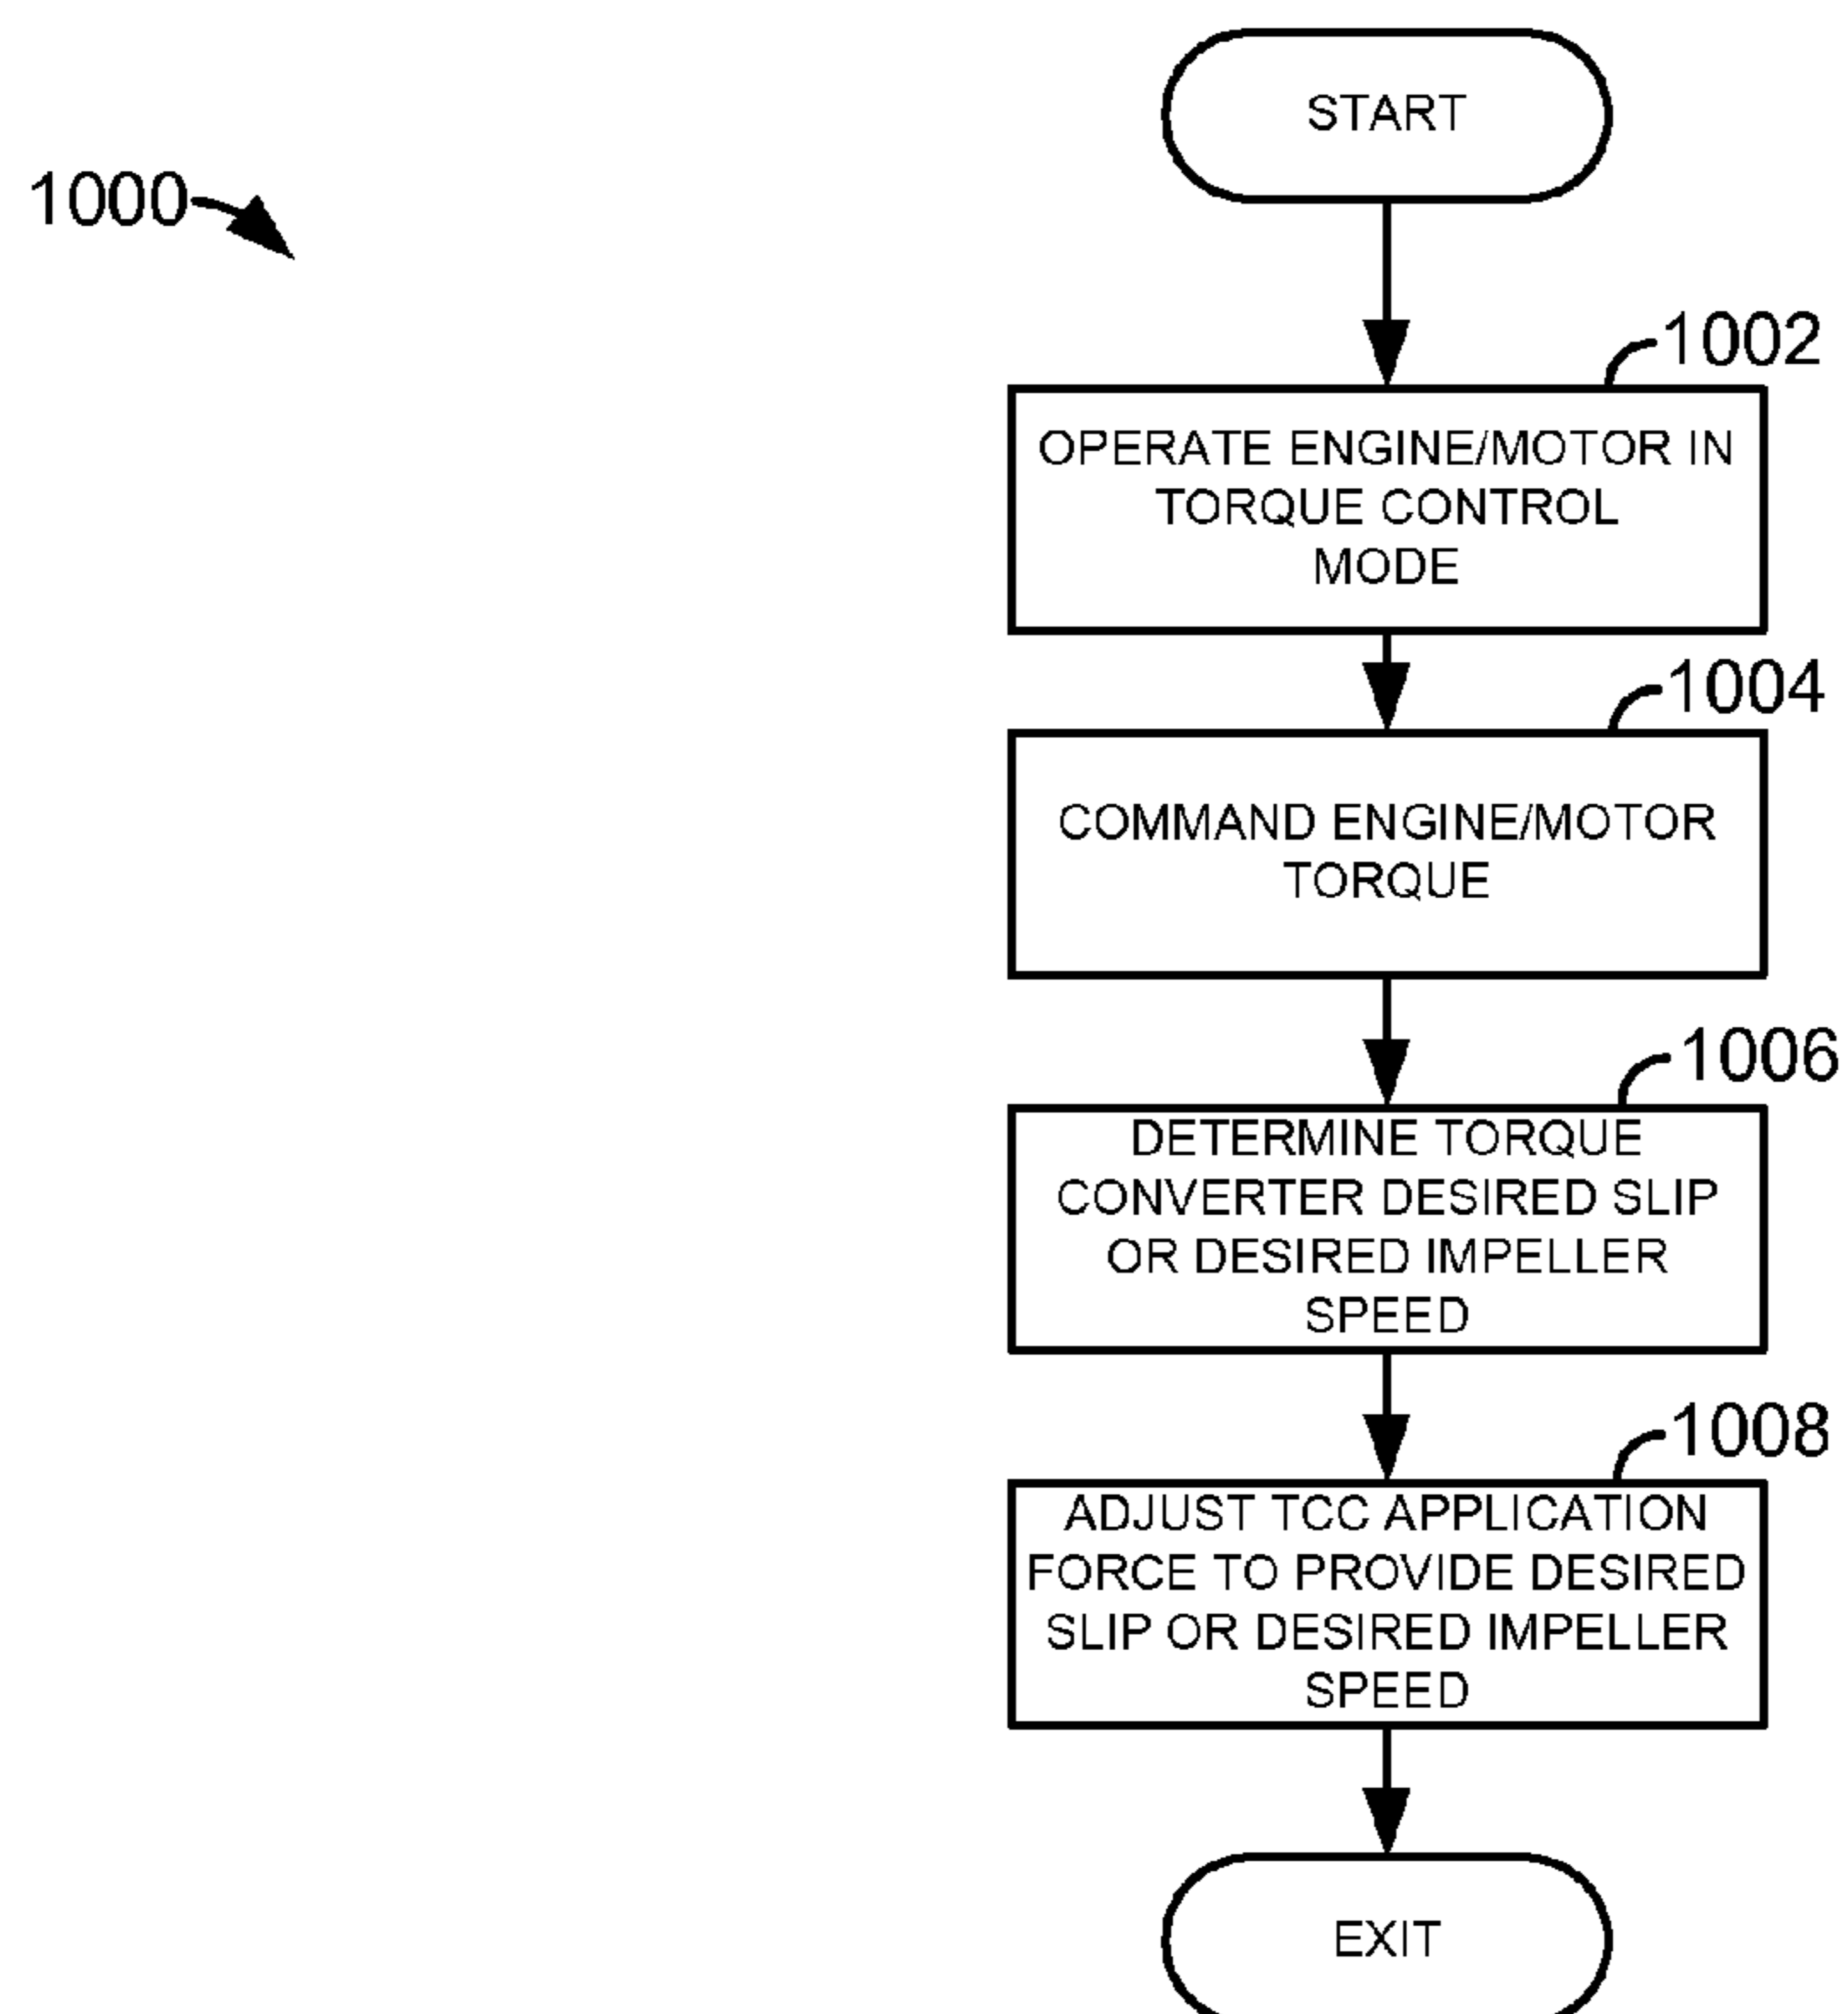 START
1000
1002
OPERATE ENGINE/MOTOR IN
TORQUE CONTROL
MODE
1004
COMMAND ENGINE/MOTOR
TORQUE
1006
DETERMINE TORQUE
CONVERTER DESIRED SLIP
OR DESIRED IMPELLER
SPEED
1008
ADJUST TCC APPLICATION
FORCE TO PROVIDE DESIRED
SLIP OR DESIRED IMPELLER
SPEED
EXIT